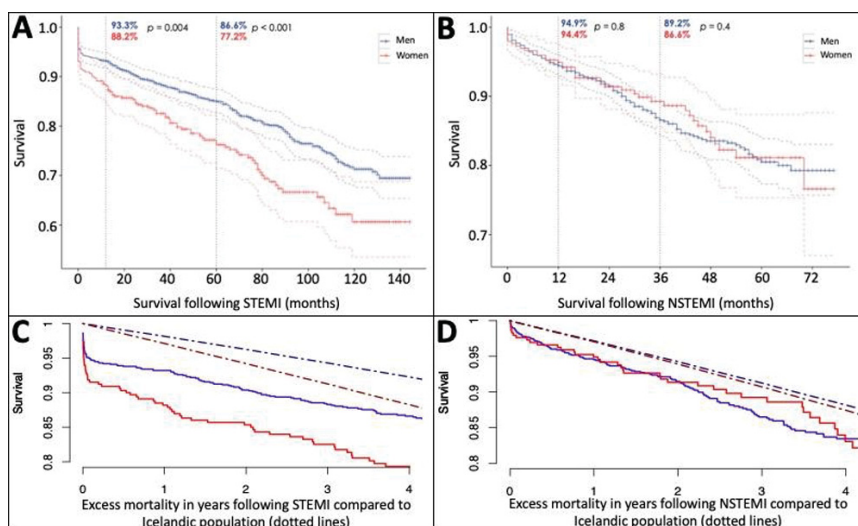 A
93.3%
88.2%
p = 0.004
86.6%
77.2%
p < 0.001
Men
Women
1.0
0.9
0.8
0.7
0.6
Survival
0 20 40 60 80 100 120 140
Survival following STEMI (months)
B
94.9%
94.4%
p = 0.8
89.2%
86.6%
p = 0.4
Men
Women
1.0
0.9
0.8
0.7
Survival
0 12 24 36 48 60 72
Survival following NSTEMI (months)
C
1
0.95
0.9
0.85
0.8
Survival
0 1 2 3 4
Excess mortality in years following STEMI compared to
Icelandic population (dotted lines)
D
1
0.95
0.9
0.85
0.8
Survival
0 1 2 3 4
Excess mortality in years following NSTEMI compared to
Icelandic population (dotted lines)